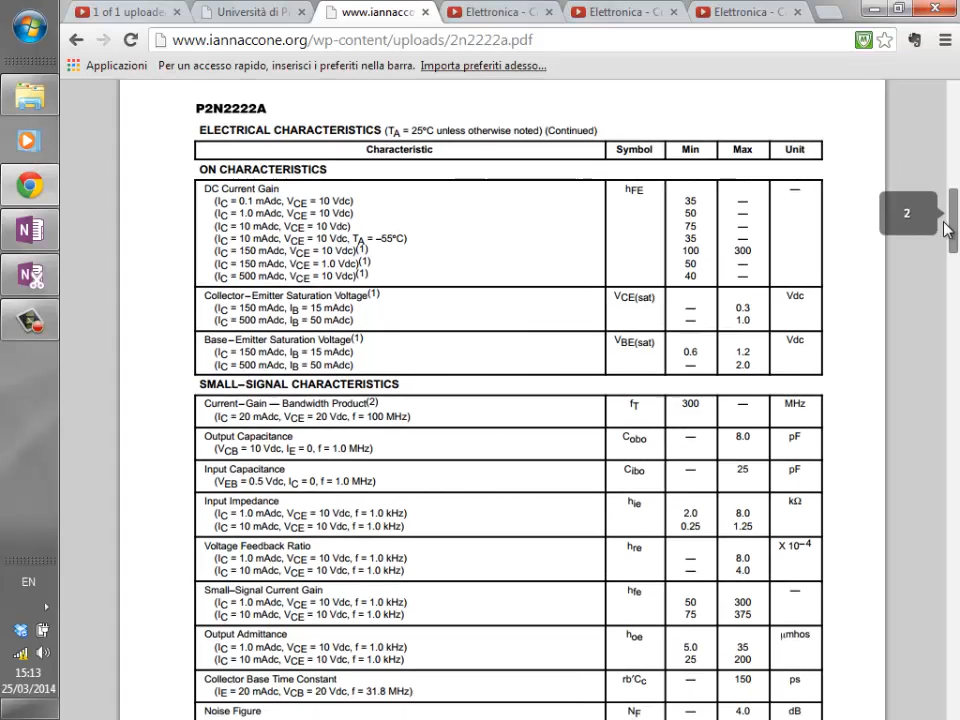 1 of 1 uploade
Università di P
www.iannacco
Elettronica - C
Elettronica - C
Elettronica - C
www.iannaccone.org/wp-content/uploads/2n2222a.pdf
Applicazioni Per un accesso rapido, inserisci i preferiti nella barra. Importa preferiti adesso...
P2N2222A
ELECTRICAL CHARACTERISTICS (TA = 25°C unless otherwise noted) (Continued)
Characteristic Symbol Min Max Unit
ON CHARACTERISTICS
DC Current Gain hFE —
(IC = 0.1 mAdc, VCE = 10 Vdc) 35 —
(IC = 1.0 mAdc, VCE = 10 Vdc) 50 —
(IC = 10 mAdc, VCE = 10 Vdc) 75 —
(IC = 10 mAdc, VCE = 10 Vdc, TA = –55°C) 35 —
(IC = 150 mAdc, VCE = 10 Vdc)(1) 100 300
(IC = 150 mAdc, VCE = 1.0 Vdc)(1) 50 —
(IC = 500 mAdc, VCE = 10 Vdc)(1) 40 —
Collector–Emitter Saturation Voltage(1) VCE(sat) Vdc
(IC = 150 mAdc, IB = 15 mAdc) — 0.3
(IC = 500 mAdc, IB = 50 mAdc) — 1.0
Base–Emitter Saturation Voltage(1) VBE(sat) Vdc
(IC = 150 mAdc, IB = 15 mAdc) 0.6 1.2
(IC = 500 mAdc, IB = 50 mAdc) — 2.0
SMALL–SIGNAL CHARACTERISTICS
Current–Gain — Bandwidth Product(2) fT 300 — MHz
(IC = 20 mAdc, VCE = 20 Vdc, f = 100 MHz)
Output Capacitance Cobo — 8.0 pF
(VCB = 10 Vdc, IE = 0, f = 1.0 MHz)
Input Capacitance Cibo — 25 pF
(VEB = 0.5 Vdc, IC = 0, f = 1.0 MHz)
Input Impedance hie kΩ
(IC = 1.0 mAdc, VCE = 10 Vdc, f = 1.0 kHz) 2.0 8.0
(IC = 10 mAdc, VCE = 10 Vdc, f = 1.0 kHz) 0.25 1.25
Voltage Feedback Ratio hre X 10–4
(IC = 1.0 mAdc, VCE = 10 Vdc, f = 1.0 kHz) — 8.0
(IC = 10 mAdc, VCE = 10 Vdc, f = 1.0 kHz) — 4.0
Small–Signal Current Gain hfe —
(IC = 1.0 mAdc, VCE = 10 Vdc, f = 1.0 kHz) 50 300
(IC = 10 mAdc, VCE = 10 Vdc, f = 1.0 kHz) 75 375
Output Admittance hoe µmhos
(IC = 1.0 mAdc, VCE = 10 Vdc, f = 1.0 kHz) 5.0 35
(IC = 10 mAdc, VCE = 10 Vdc, f = 1.0 kHz) 25 200
Collector Base Time Constant rb′Cc — 150 ps
(IE = 20 mAdc, VCB = 20 Vdc, f = 31.8 MHz)
Noise Figure NF — 4.0 dB
2
EN
15:13
25/03/2014